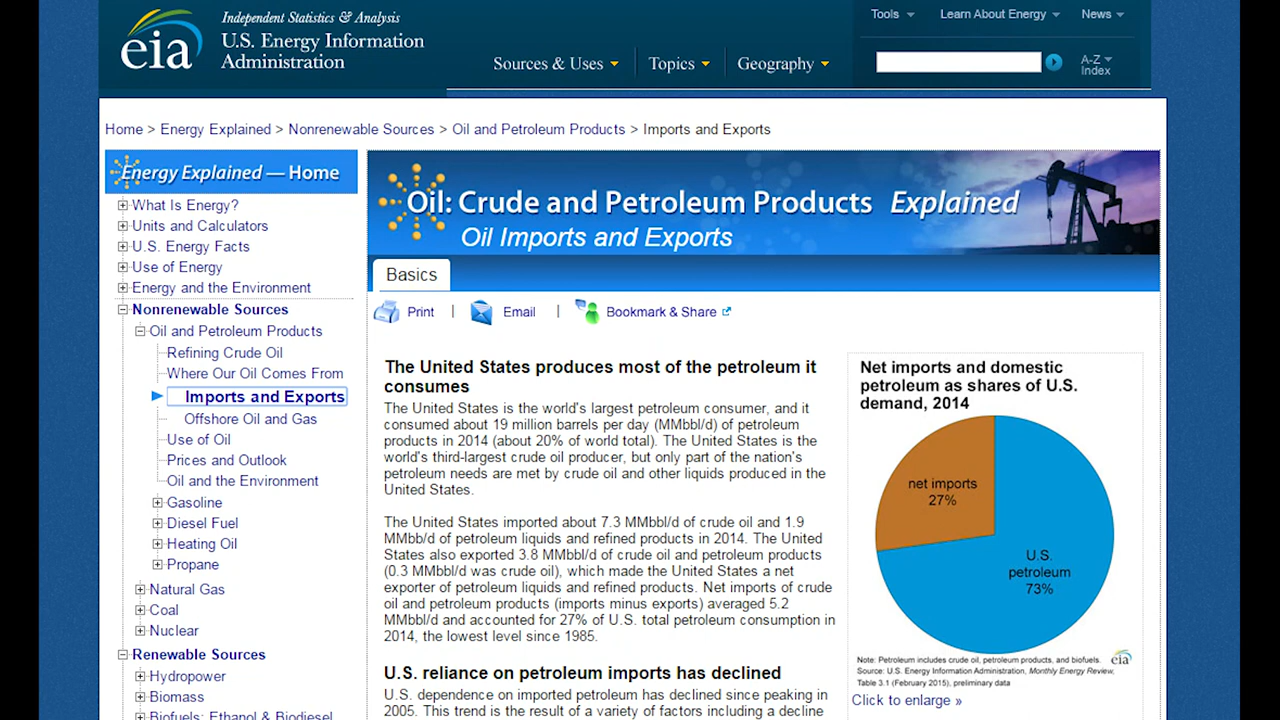 eia
Independent Statistics & Analysis
U.S. Energy Information
Administration
Sources & Uses
Topics
Geography
Tools
Learn About Energy
News
A-Z
Index
Home > Energy Explained > Nonrenewable Sources > Oil and Petroleum Products > Imports and Exports
Energy Explained — Home
What Is Energy?
Units and Calculators
U.S. Energy Facts
Use of Energy
Energy and the Environment
Nonrenewable Sources
Oil and Petroleum Products
Refining Crude Oil
Where Our Oil Comes From
Imports and Exports
Offshore Oil and Gas
Use of Oil
Prices and Outlook
Oil and the Environment
Gasoline
Diesel Fuel
Heating Oil
Propane
Natural Gas
Coal
Nuclear
Renewable Sources
Hydropower
Biomass
Biofuels: Ethanol & Biodiesel
Oil: Crude and Petroleum Products Explained
Oil Imports and Exports
Basics
Print | Email | Bookmark & Share
The United States produces most of the petroleum it
consumes
The United States is the world's largest petroleum consumer, and it
consumed about 19 million barrels per day (MMbbl/d) of petroleum
products in 2014 (about 20% of world total). The United States is the
world's third-largest crude oil producer, but only part of the nation's
petroleum needs are met by crude oil and other liquids produced in the
United States.
The United States imported about 7.3 MMbbl/d of crude oil and 1.9
MMbb/d of petroleum liquids and refined products in 2014. The United
States also exported 3.8 MMbbl/d of crude oil and petroleum products
(0.3 MMbbl/d was crude oil), which made the United States a net
exporter of petroleum liquids and refined products. Net imports of crude
oil and petroleum products (imports minus exports) averaged 5.2
MMbbl/d and accounted for 27% of U.S. total petroleum consumption in
2014, the lowest level since 1985.
U.S. reliance on petroleum imports has declined
U.S. dependence on imported petroleum has declined since peaking in
2005. This trend is the result of a variety of factors including a decline
Net imports and domestic
petroleum as shares of U.S.
demand, 2014
net imports
27%
U.S.
petroleum
73%
Note: Petroleum includes crude oil, petroleum products, and biofuels.
eia
Source: U.S. Energy Information Administration, Monthly Energy Review,
Table 3.1 (February 2015), preliminary data
Click to enlarge »